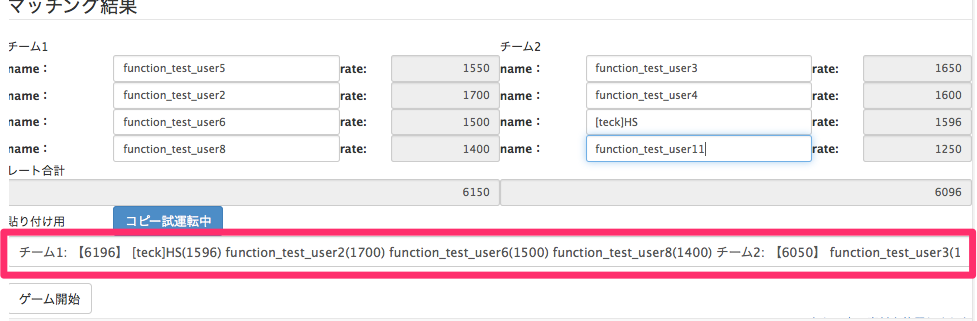 マッチング結果
チーム1 チーム2
name： function_test_user5 rate: 1550 name： function_test_user3 rate: 1650
name： function_test_user2 rate: 1700 name： function_test_user4 rate: 1600
name： function_test_user6 rate: 1500 name： [teck]HS rate: 1596
name： function_test_user8 rate: 1400 name： function_test_user11 rate: 1250
レート合計
6150 6096
貼り付け用 コピー試運転中
チーム1: 【6196】 [teck]HS(1596) function_test_user2(1700) function_test_user6(1500) function_test_user8(1400) チーム2: 【6050】 function_test_user3(1
ゲーム開始